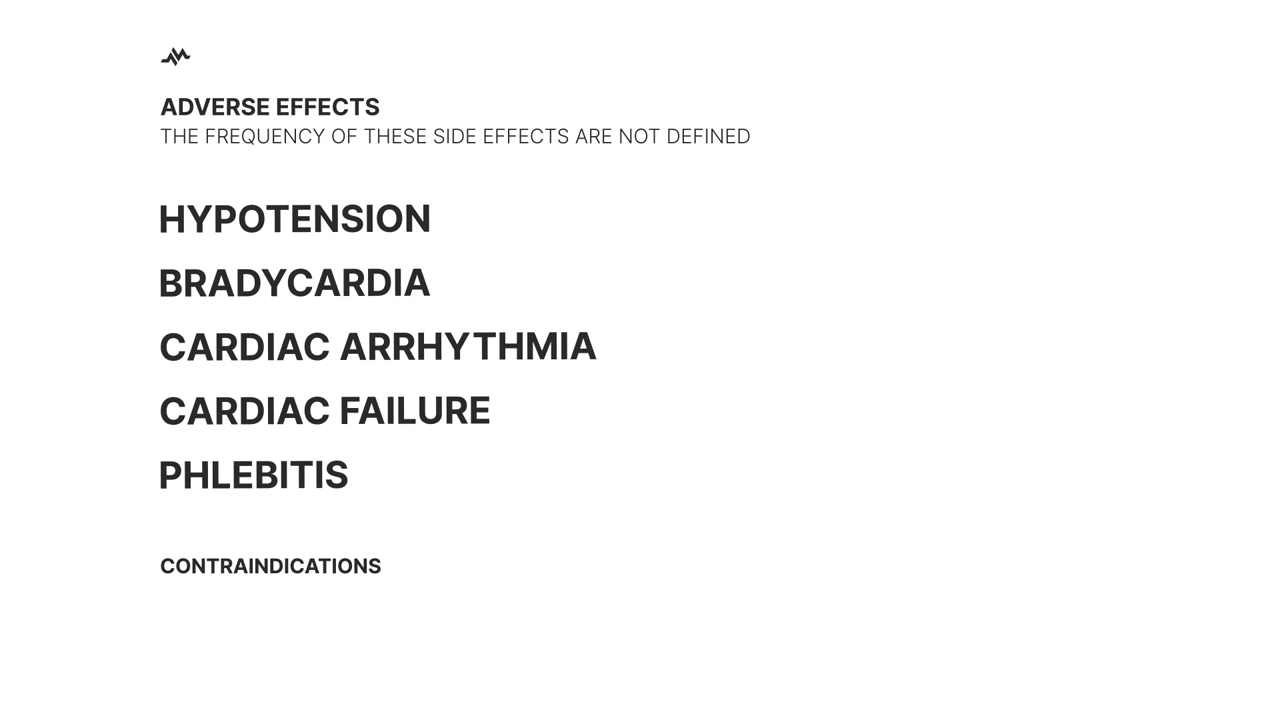 ADVERSE EFFECTS
THE FREQUENCY OF THESE SIDE EFFECTS ARE NOT DEFINED
HYPOTENSION
BRADYCARDIA
CARDIAC ARRHYTHMIA
CARDIAC FAILURE
PHLEBITIS
CONTRAINDICATIONS